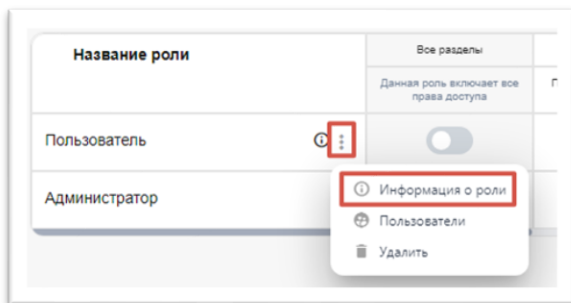 Название роли
Все разделы
Данная роль включает все
права доступа
П
Пользователь
Администратор
Информация о роли
Пользователи
Удалить